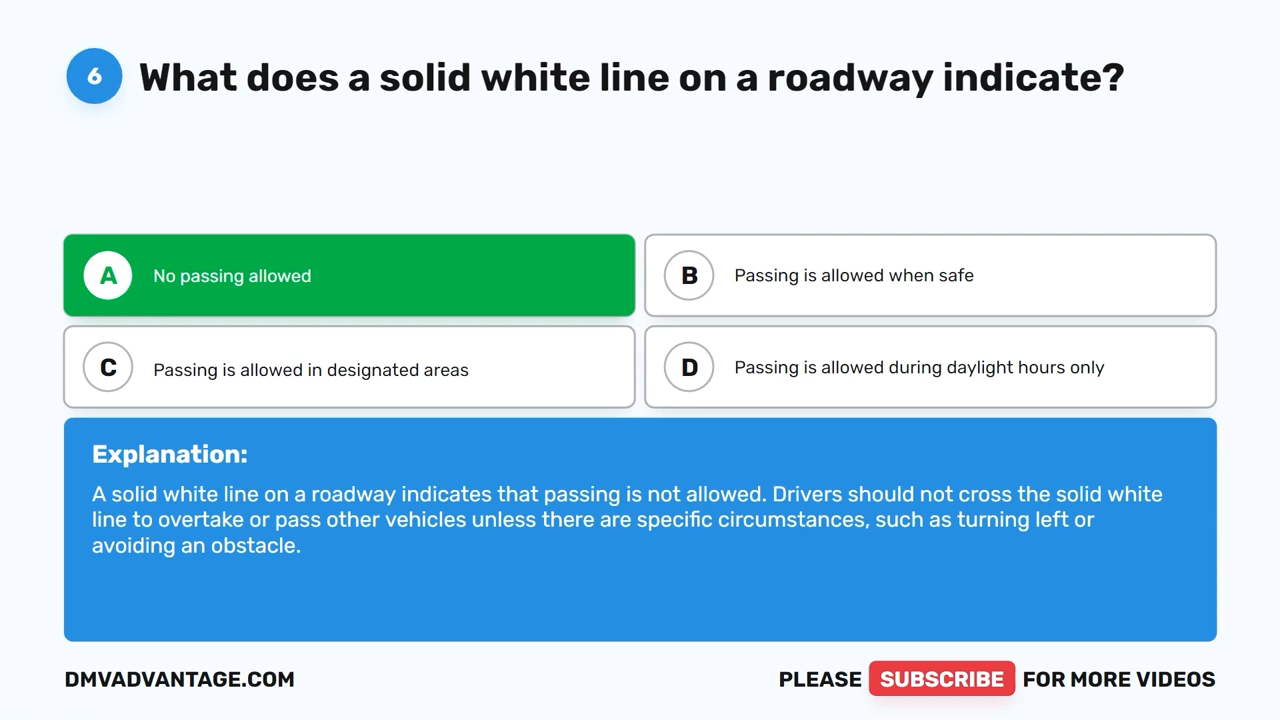 6 What does a solid white line on a roadway indicate?
A No passing allowed
B Passing is allowed when safe
C Passing is allowed in designated areas
D Passing is allowed during daylight hours only
Explanation:
A solid white line on a roadway indicates that passing is not allowed. Drivers should not cross the solid white
line to overtake or pass other vehicles unless there are specific circumstances, such as turning left or
avoiding an obstacle.
DMVADVANTAGE.COM
PLEASE SUBSCRIBE FOR MORE VIDEOS